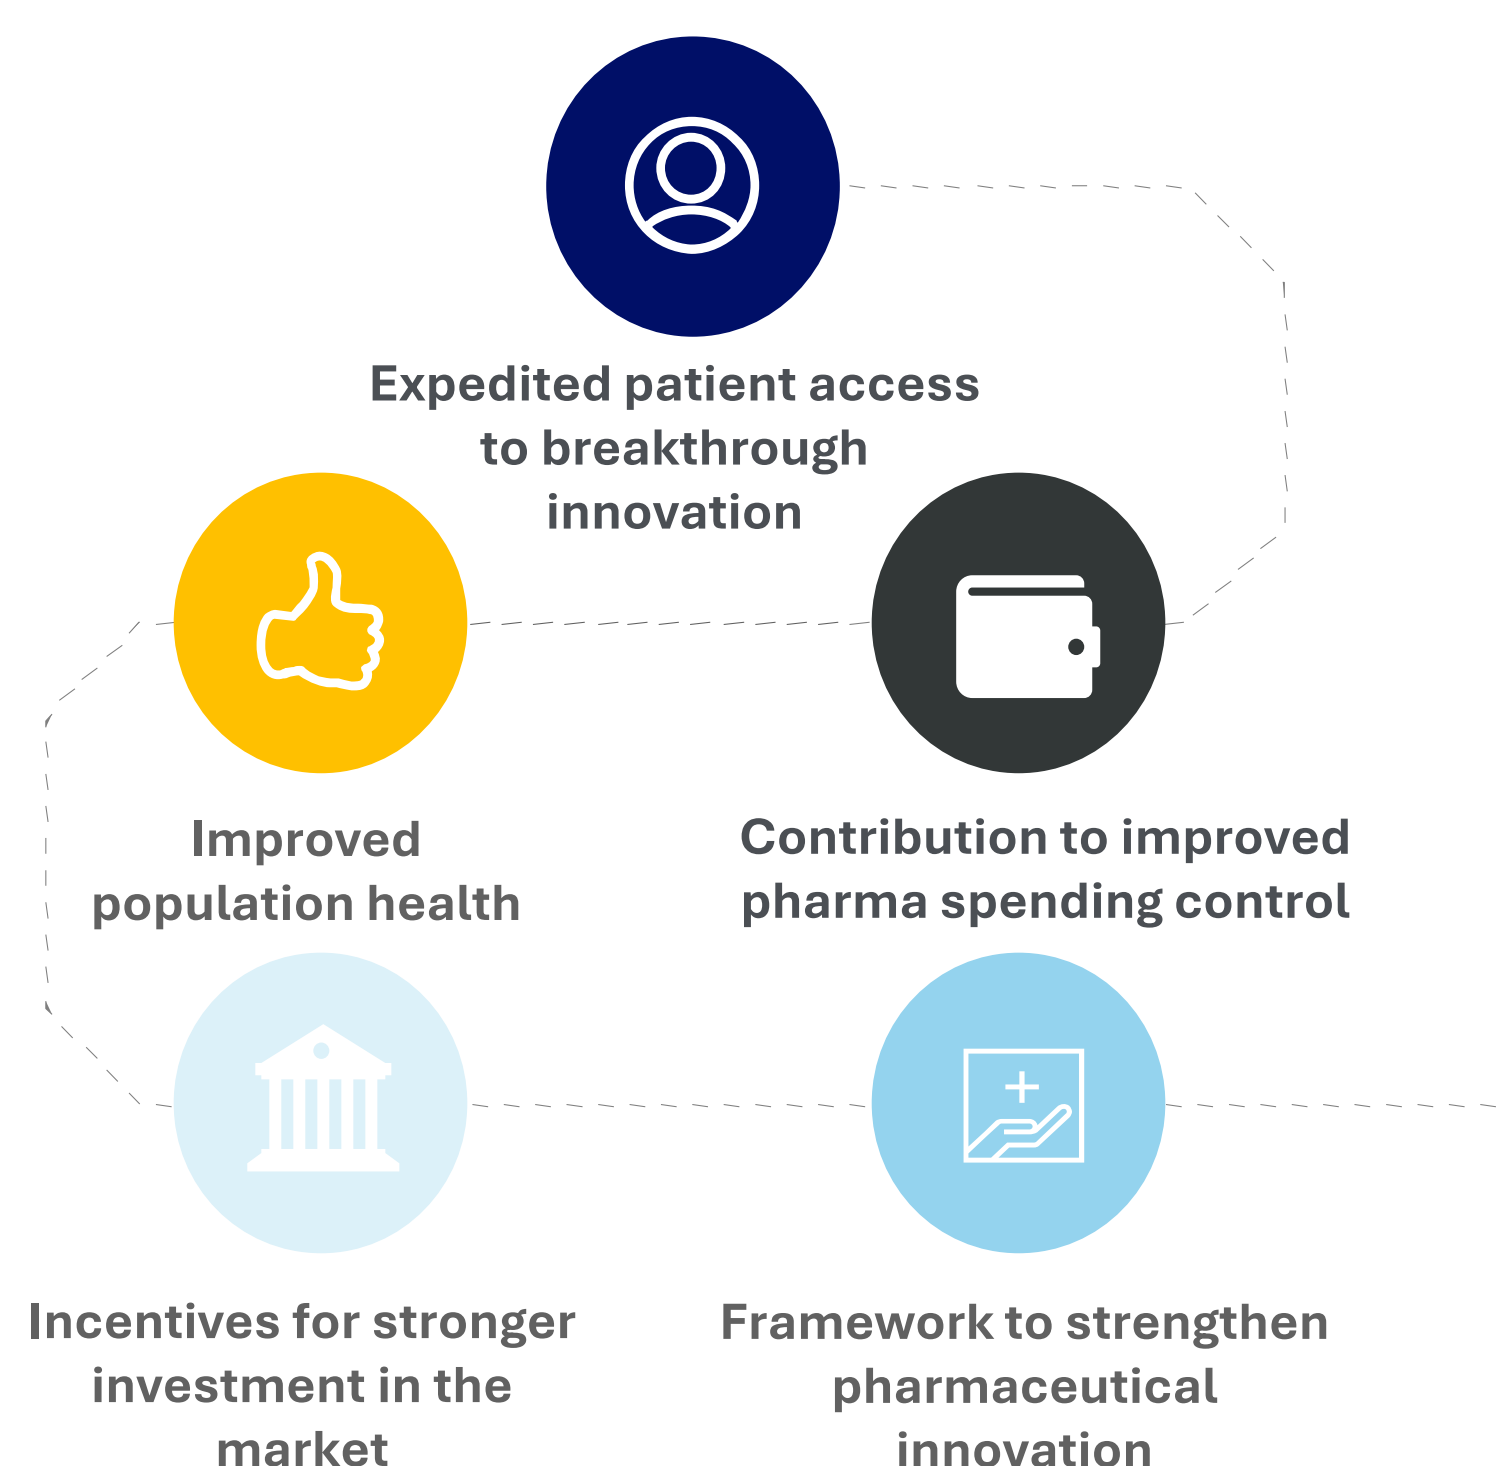 Expedited patient access
to breakthrough
innovation
Improved
population health
Contribution to improved
pharma spending control
Incentives for stronger
investment in the
market
Framework to strengthen
pharmaceutical
innovation